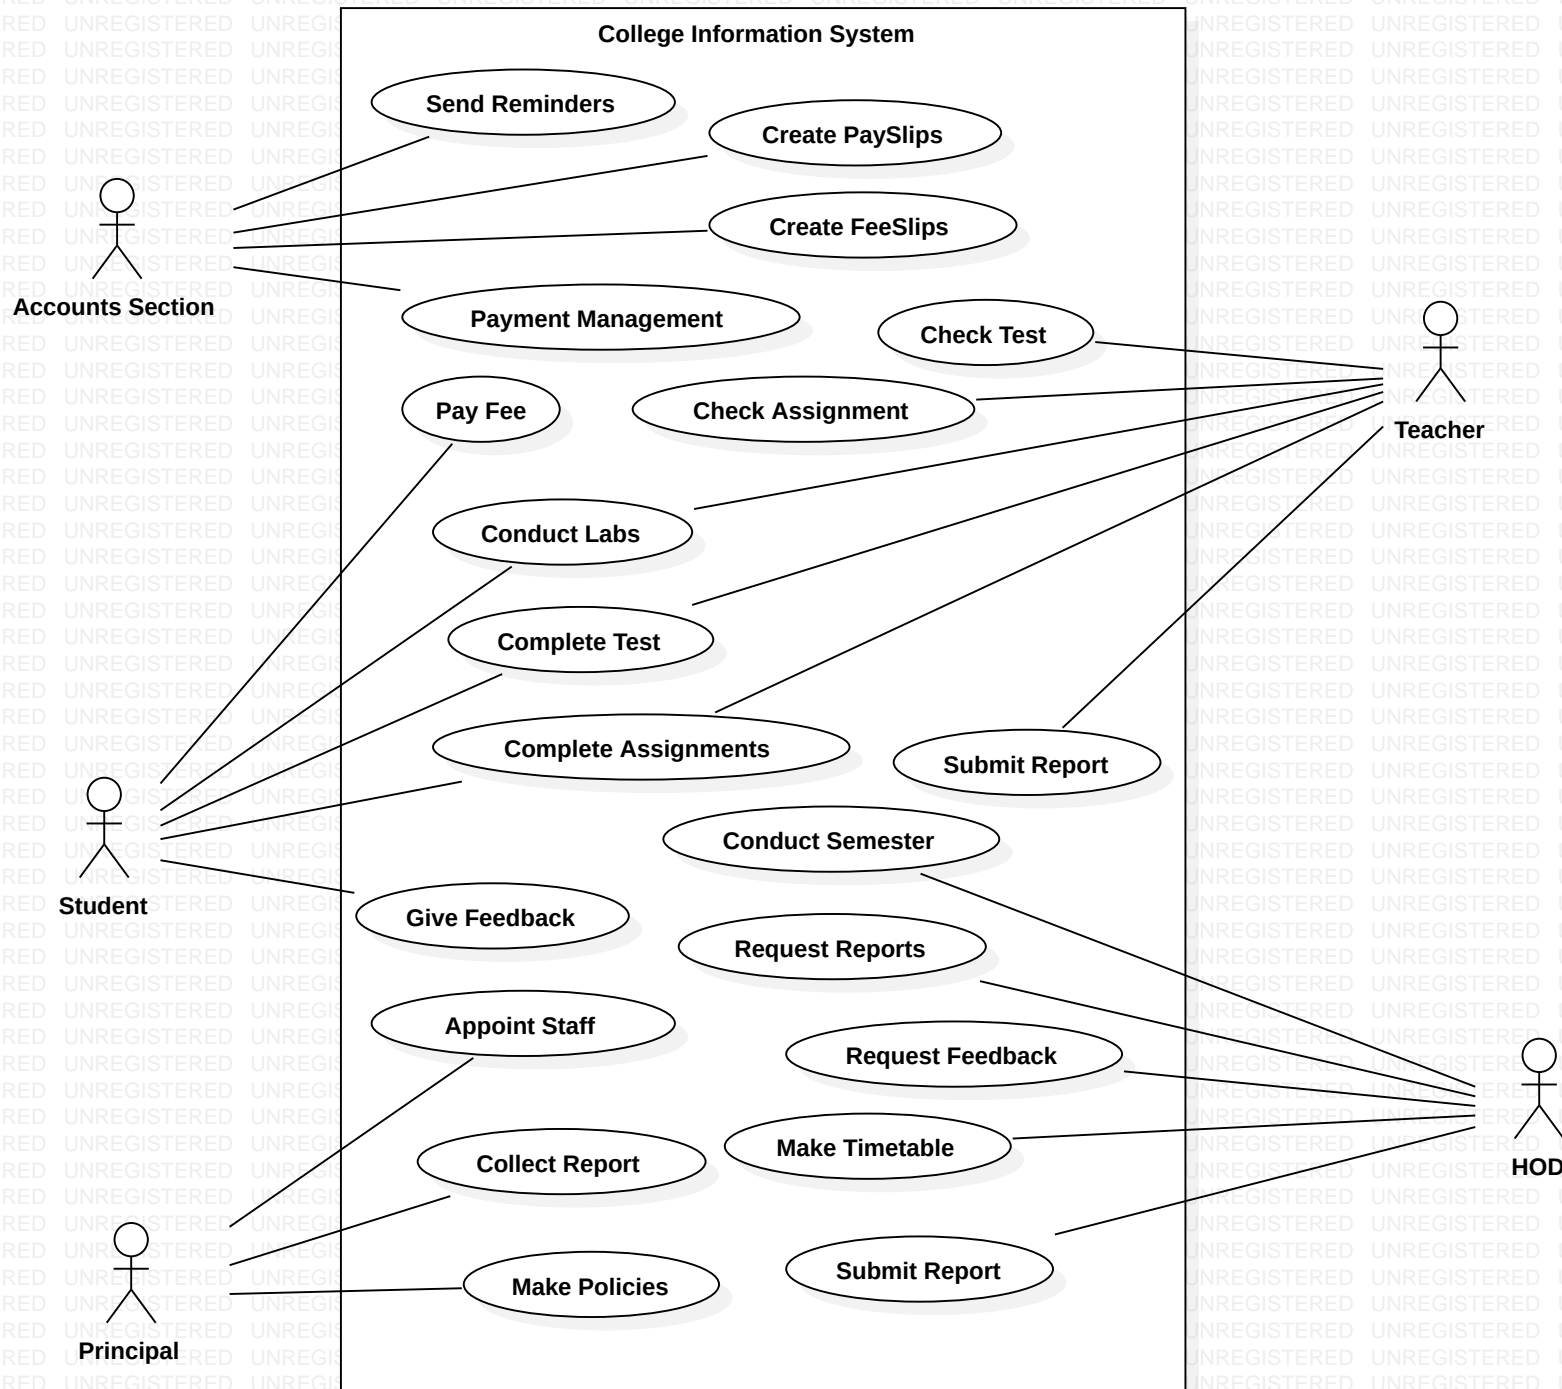 College Information System
Send Reminders
Create PaySlips
Create FeeSlips
Accounts Section
Payment Management
Check Test
Pay Fee
Check Assignment
Teacher
Conduct Labs
Complete Test
Complete Assignments
Submit Report
Conduct Semester
Student
Give Feedback
Request Reports
Appoint Staff
Request Feedback
Make Timetable
Collect Report
HOD
Submit Report
Make Policies
Principal
UNREGISTERED